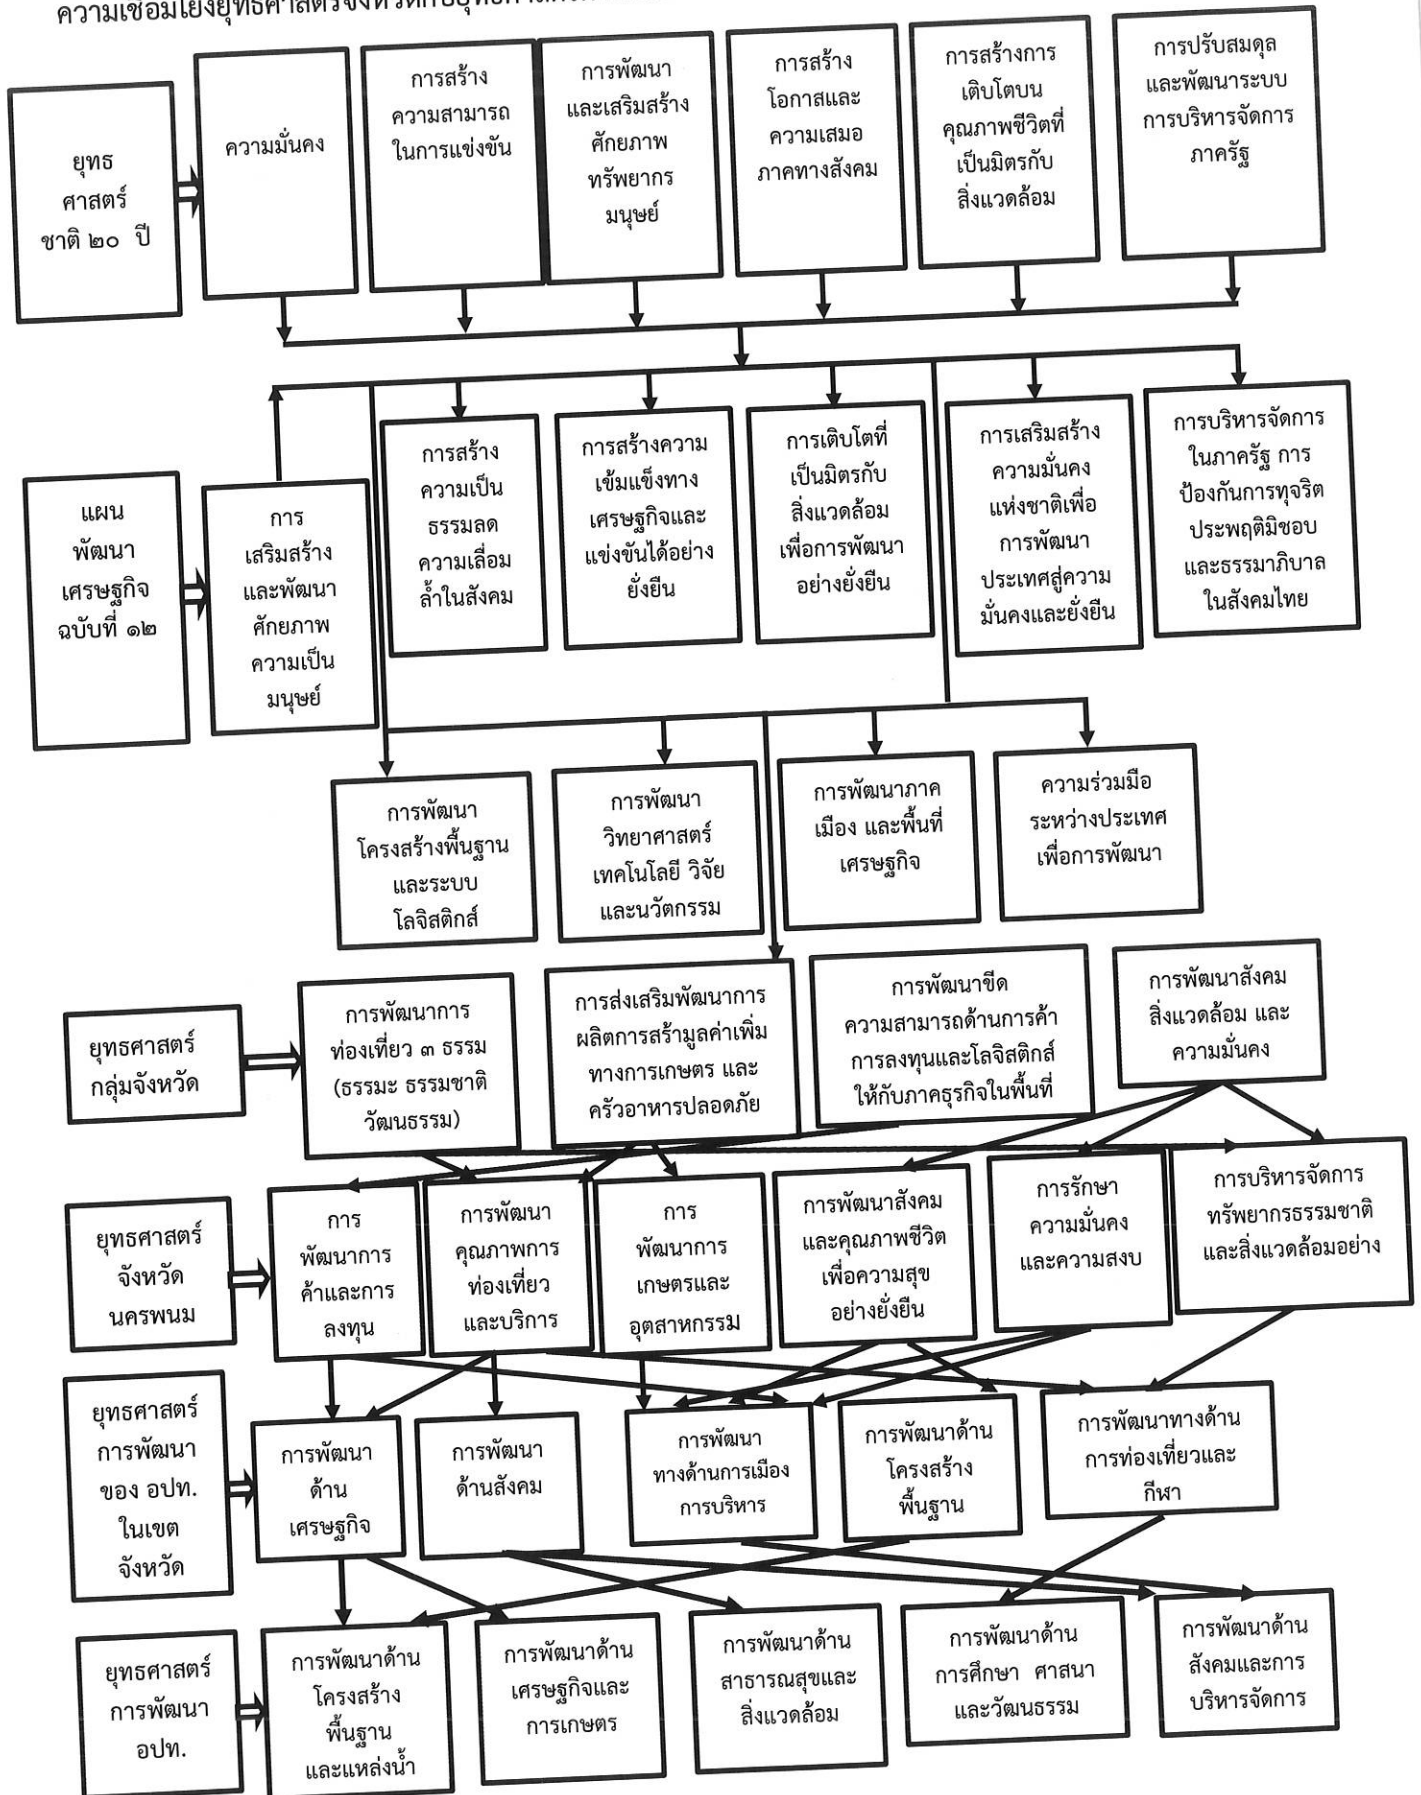 ความเชื่อมโยงยุทธศาสตร์จังหวัดกับยุทธศาสตร์
ยุทธ
ศาสตร์
ชาติ ๒๐ ปี
ความมั่นคง
การสร้าง
ความสามารถ
ในการแข่งขัน
การพัฒนา
และเสริมสร้าง
ศักยภาพ
ทรัพยากร
มนุษย์
การสร้าง
โอกาสและ
ความเสมอ
ภาคทางสังคม
การสร้างการ
เติบโตบน
คุณภาพชีวิตที่
เป็นมิตรกับ
สิ่งแวดล้อม
การปรับสมดุล
และพัฒนาระบบ
การบริหารจัดการ
ภาครัฐ
แผน
พัฒนา
เศรษฐกิจ
ฉบับที่ ๑๒
การ
เสริมสร้าง
และพัฒนา
ศักยภาพ
ความเป็น
มนุษย์
การสร้าง
ความเป็น
ธรรมลด
ความเลื่อม
ล้ำในสังคม
การสร้างความ
เข้มแข็งทาง
เศรษฐกิจและ
แข่งขันได้อย่าง
ยั่งยืน
การเติบโตที่
เป็นมิตรกับ
สิ่งแวดล้อม
เพื่อการพัฒนา
อย่างยั่งยืน
การเสริมสร้าง
ความมั่นคง
แห่งชาติเพื่อ
การพัฒนา
ประเทศสู่ความ
มั่นคงและยั่งยืน
การบริหารจัดการ
ในภาครัฐ การ
ป้องกันการทุจริต
ประพฤติมิชอบ
และธรรมาภิบาล
ในสังคมไทย
การพัฒนา
โครงสร้างพื้นฐาน
และระบบ
โลจิสติกส์
การพัฒนา
วิทยาศาสตร์
เทคโนโลยี วิจัย
และนวัตกรรม
การพัฒนาภาค
เมือง และพื้นที่
เศรษฐกิจ
ความร่วมมือ
ระหว่างประเทศ
เพื่อการพัฒนา
ยุทธศาสตร์
กลุ่มจังหวัด
การพัฒนาการ
ท่องเที่ยว ๓ ธรรม
(ธรรมะ ธรรมชาติ
วัฒนธรรม)
การส่งเสริมพัฒนาการ
ผลิตการสร้ามูลค่าเพิ่ม
ทางการเกษตร และ
ครัวอาหารปลอดภัย
การพัฒนาขีด
ความสามารถด้านการค้า
การลงทุนและโลจิสติกส์
ให้กับภาคธุรกิจในพื้นที่
การพัฒนาสังคม
สิ่งแวดล้อม และ
ความมั่นคง
ยุทธศาสตร์
จังหวัด
นครพนม
การ
พัฒนาการ
ค้าและการ
ลงทุน
การพัฒนา
คุณภาพการ
ท่องเที่ยว
และบริการ
การ
พัฒนาการ
เกษตรและ
อุตสาหกรรม
การพัฒนาสังคม
และคุณภาพชีวิต
เพื่อความสุข
อย่างยั่งยืน
การรักษา
ความมั่นคง
และความสงบ
การบริหารจัดการ
ทรัพยากรธรรมชาติ
และสิ่งแวดล้อมอย่าง
ยุทธศาสตร์
การพัฒนา
ของ อปท.
ในเขต
จังหวัด
การพัฒนา
ด้าน
เศรษฐกิจ
การพัฒนา
ด้านสังคม
การพัฒนา
ทางด้านการเมือง
การบริหาร
การพัฒนาด้าน
โครงสร้าง
พื้นฐาน
การพัฒนาทางด้าน
การท่องเที่ยวและ
กีฬา
ยุทธศาสตร์
การพัฒนา
อปท.
การพัฒนาด้าน
โครงสร้าง
พื้นฐาน
และแหล่งน้ำ
การพัฒนาด้าน
เศรษฐกิจและ
การเกษตร
การพัฒนาด้าน
สาธารณสุขและ
สิ่งแวดล้อม
การพัฒนาด้าน
การศึกษา ศาสนา
และวัฒนธรรม
การพัฒนาด้าน
สังคมและการ
บริหารจัดการ